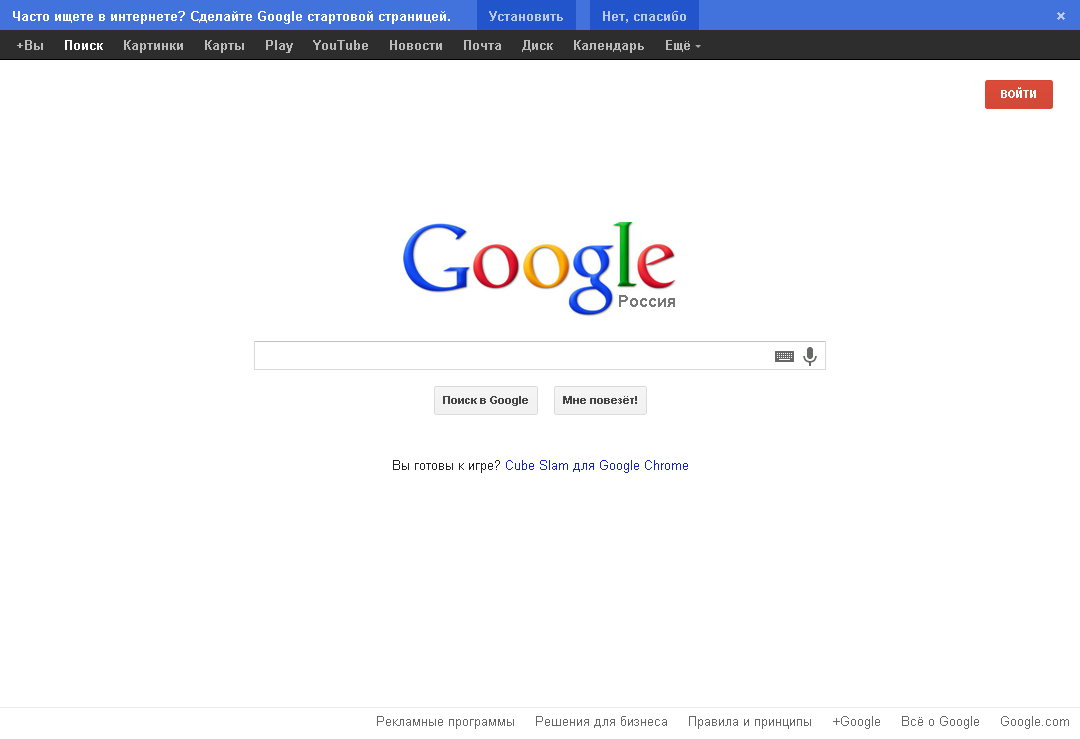 Часто ищете в интернете? Сделайте Google стартовой страницей. Установить Нет, спасибо ×
+Вы Поиск Картинки Карты Play YouTube Новости Почта Диск Календарь Ещё
ВОЙТИ
Google
Россия
Поиск в Google Мне повезёт!
Вы готовы к игре? Cube Slam для Google Chrome
Рекламные программы Решения для бизнеса Правила и принципы +Google Всё о Google Google.com